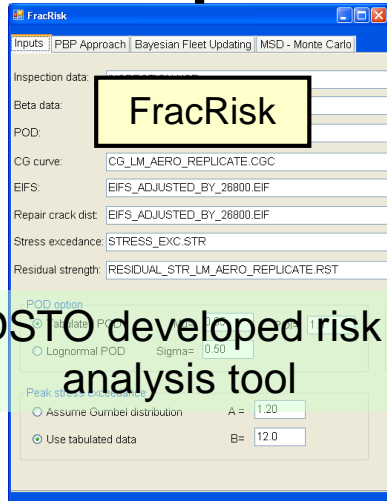 FracRisk
Inputs PBP Approach Bayesian Fleet Updating MSD - Monte Carlo
Inspection data:
Beta data:
FracRisk
POD:
CG curve: CG_LM_AERO_REPLICATE.CGC
EIFS: EIFS_ADJUSTED_BY_26800.EIF
Repair crack dist: EIFS_ADJUSTED_BY_26800.EIF
Stress excedance: STRESS_EXC.STR
Residual strength: RESIDUAL_STR_LM_AERO_REPLICATE.RST
POD option
DSTO developed risk
Lognormal POD Sigma= 0.50
analysis tool
Assume Gumbel distribution A = 1.20
Use tabulated data B= 12.0